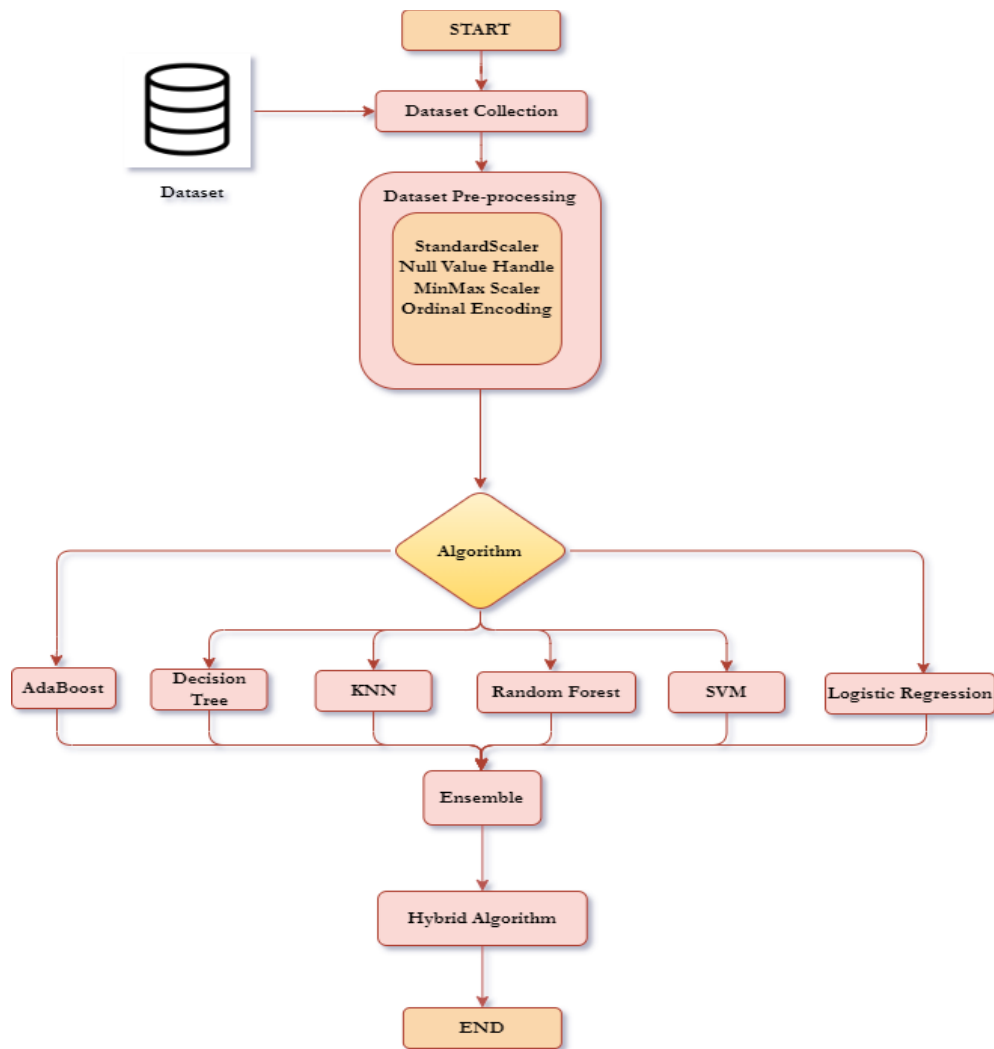 START
Dataset Collection
Dataset
Dataset Pre-processing
StandardScaler
Null Value Handle
MinMax Scaler
Ordinal Encoding
Algorithm
AdaBoost
Decision
Tree
KNN
Random Forest
SVM
Logistic Regression
Ensemble
Hybrid Algorithm
END